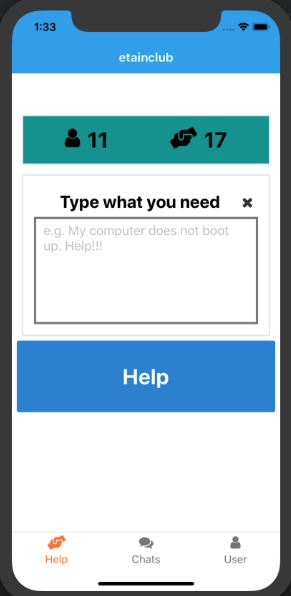 1:33
etainclub
11 17
Type what you need
e.g. My computer does not boot
up. Help!!!
Help
Help Chats User